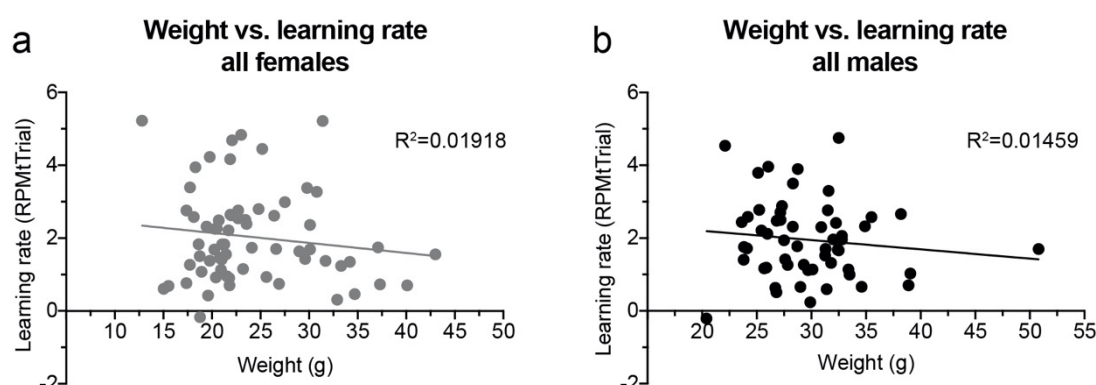 a
Weight vs. learning rate
all females
6
4
2
0
-2
Learning rate (RPMtTrial)
R²=0.01918
10 15 20 25 30 35 40 45 50
Weight (g)
b
Weight vs. learning rate
all males
6
4
2
0
-2
Learning rate (RPMtTrial)
R²=0.01459
20 25 30 35 40 45 50 55
Weight (g)